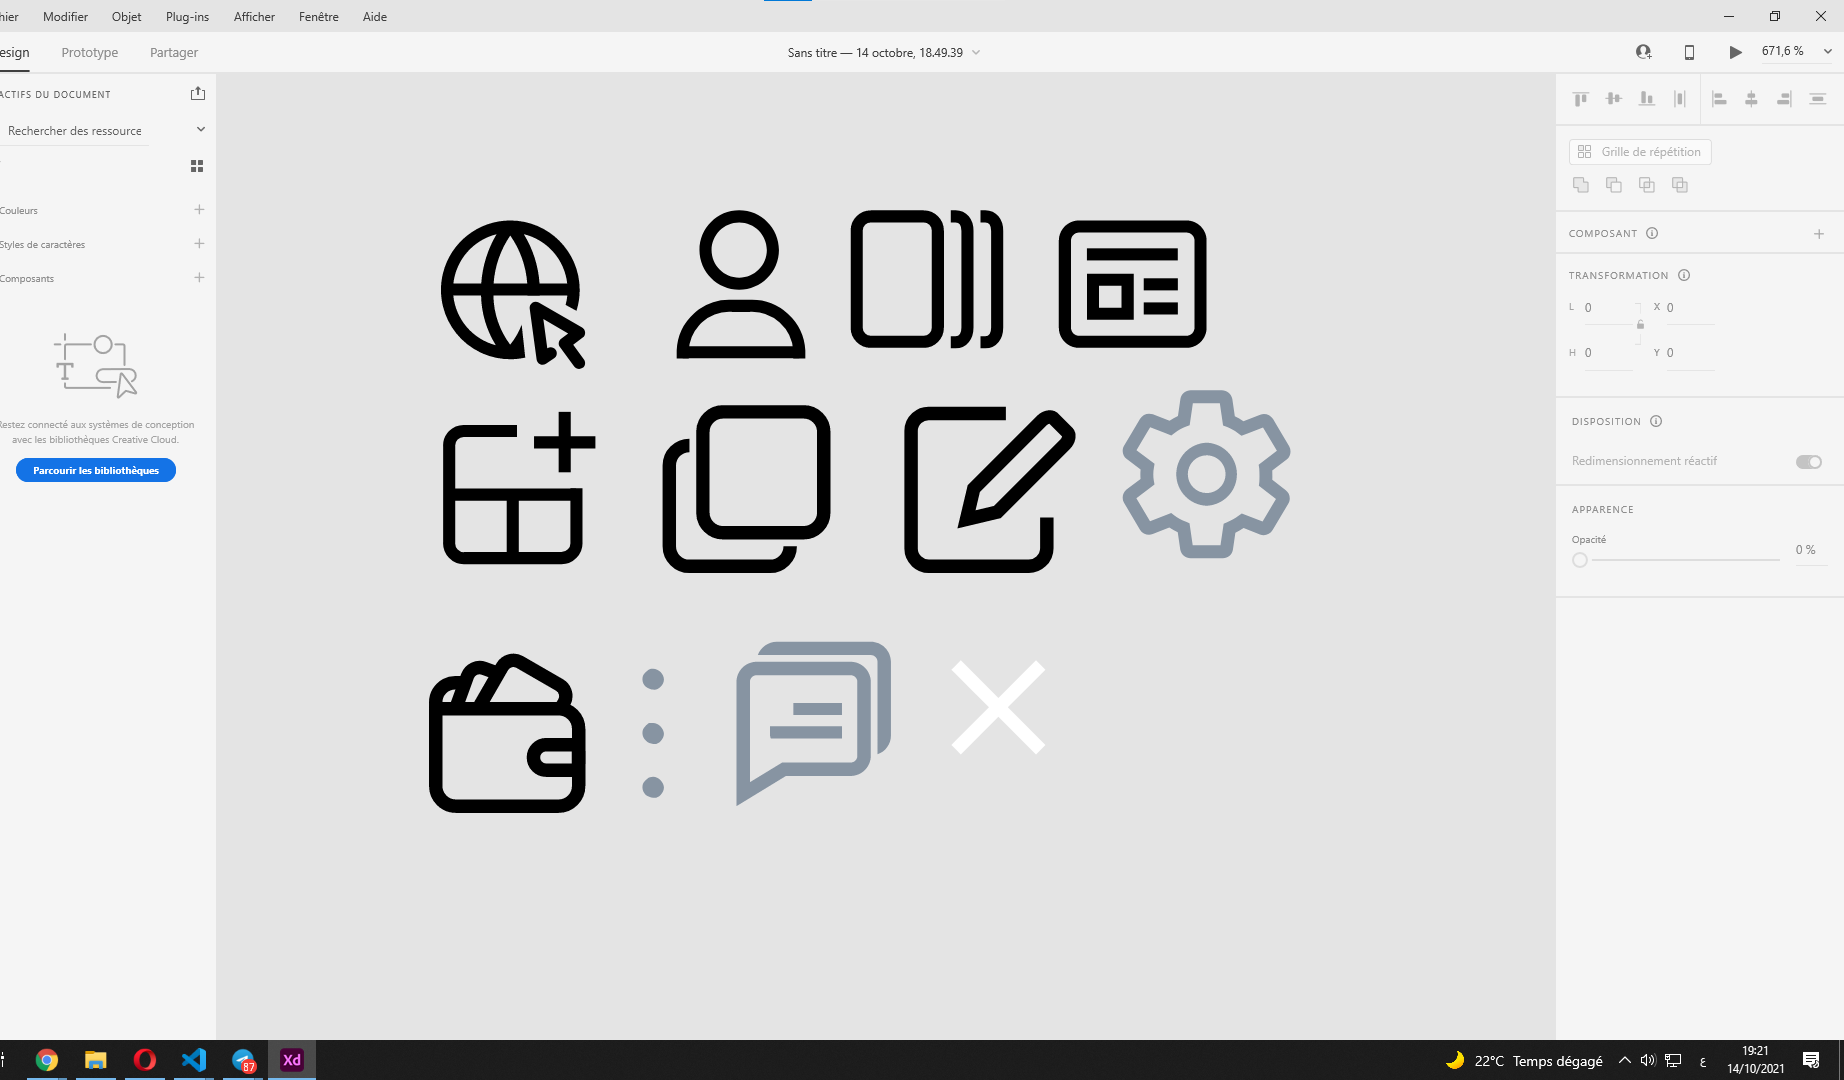 hier Modifier Objet Plug-ins Afficher Fenêtre Aide
esign Prototype Partager
Sans titre — 14 octobre, 18.49.39
671,6 %
ACTIFS DU DOCUMENT
Rechercher des ressource
Couleurs
Styles de caractères
Composants
T
Restez connecté aux systèmes de conception
avec les bibliothèques Creative Cloud.
Parcourir les bibliothèques
Grille de répétition
COMPOSANT
TRANSFORMATION
L 0 X 0
H 0 Y 0
DISPOSITION
Redimensionnement réactif
APPARENCE
Opacité
0 %
87
Xd
22°C Temps dégagé
ع
19:21
14/10/2021